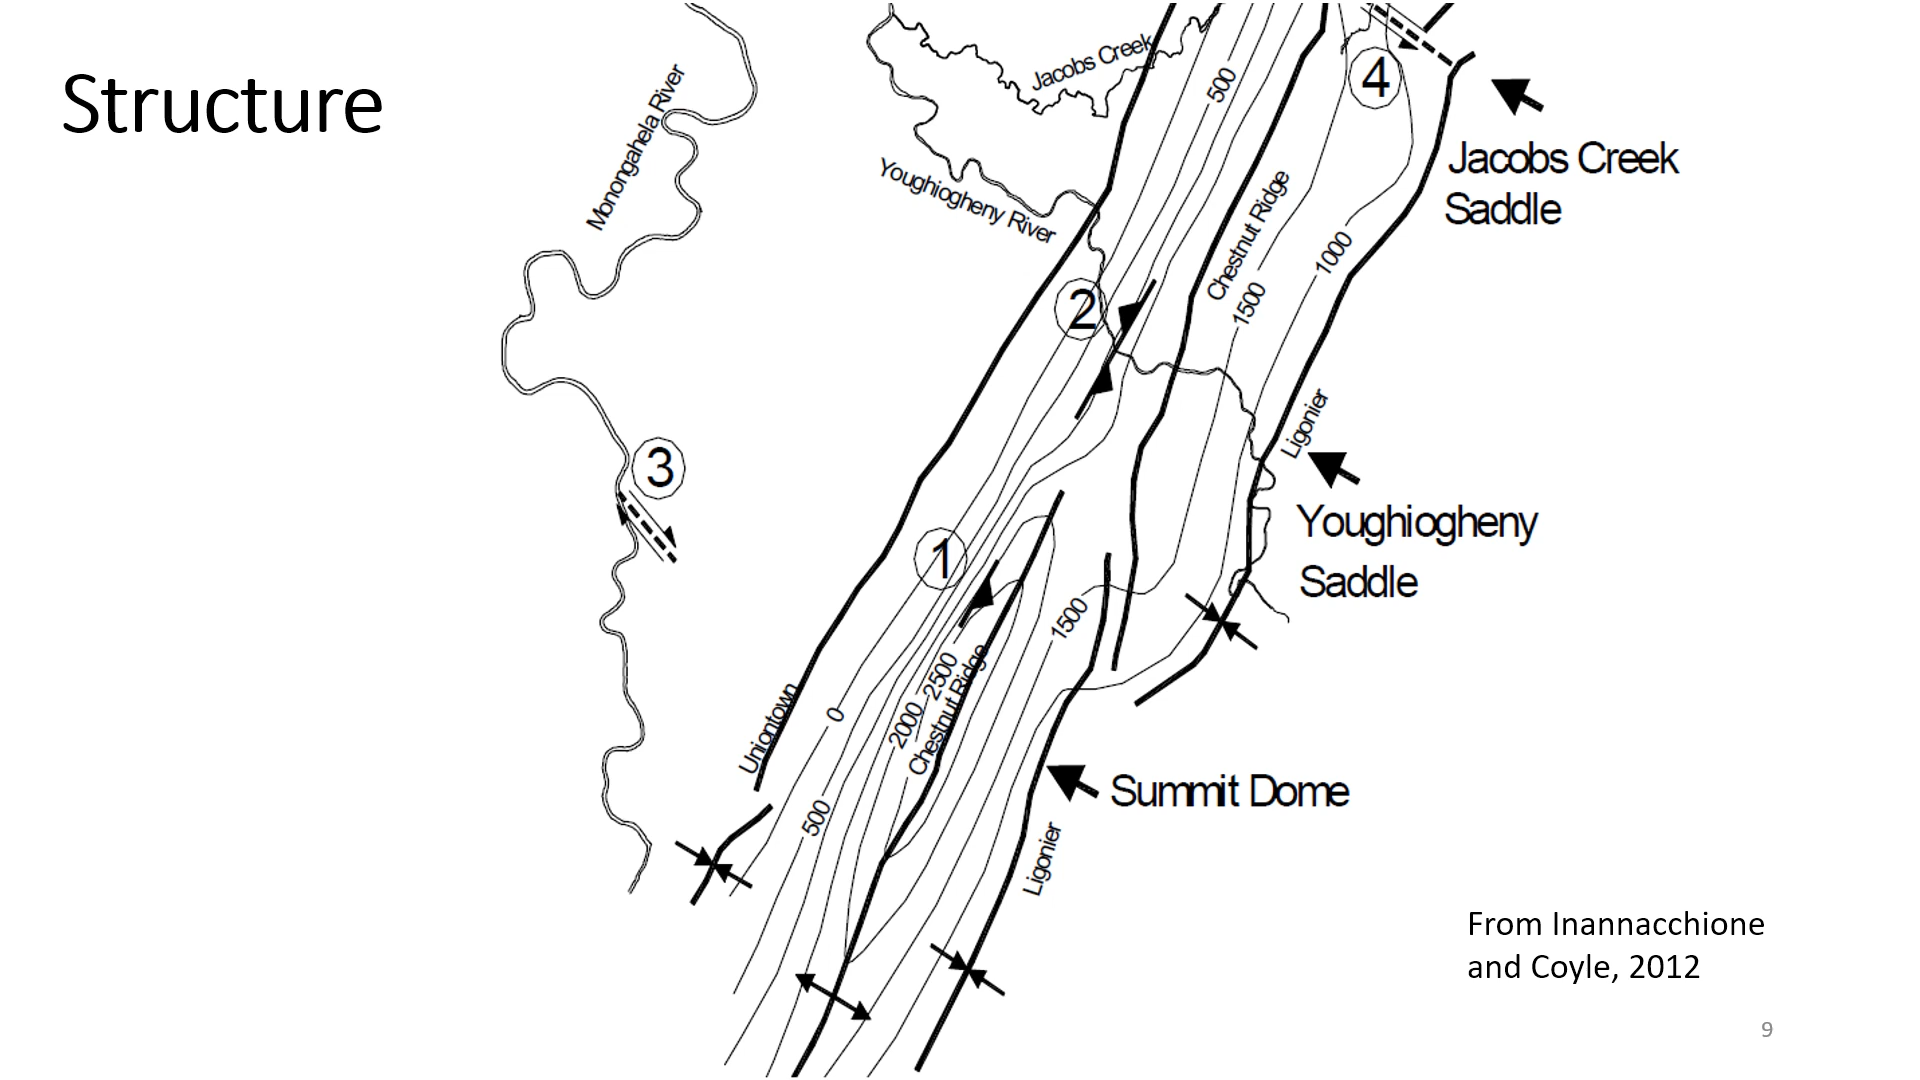 Structure
Monongahela River
Jacobs Creek
Youghiogheny River
500
4
Jacobs Creek
Saddle
Chestnut Ridge
1000
1500
2
Ligonier
3
Youghiogheny
Saddle
1
1500
2500
2000
Chestnut Ridge
Uniontown
0
500
Summit Dome
Ligonier
From Inannacchione
and Coyle, 2012
9